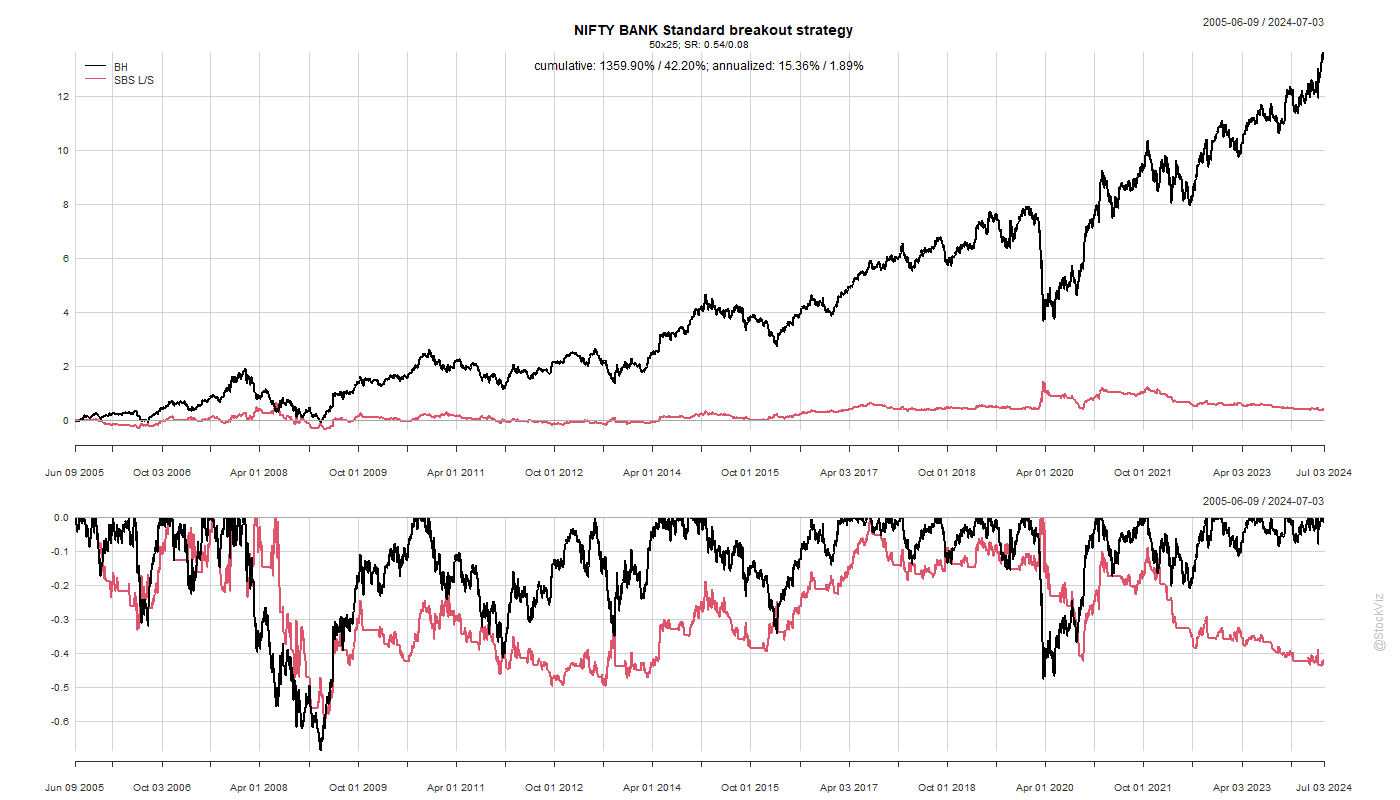 NIFTY BANK Standard breakout strategy
2005-06-09 / 2024-07-03
50x25; SR: 0.54/0.08
cumulative: 1359.90% / 42.20%; annualized: 15.36% / 1.89%
BH
SBS L/S
12
10
8
6
4
2
0
Jun 09 2005 Oct 03 2006 Apr 01 2008 Oct 01 2009 Apr 01 2011 Oct 01 2012 Apr 01 2014 Oct 01 2015 Apr 03 2017 Oct 01 2018 Apr 01 2020 Oct 01 2021 Apr 03 2023 Jul 03 2024
2005-06-09 / 2024-07-03
0.0
-0.1
-0.2
-0.3
-0.4
-0.5
-0.6
Jun 09 2005 Oct 03 2006 Apr 01 2008 Oct 01 2009 Apr 01 2011 Oct 01 2012 Apr 01 2014 Oct 01 2015 Apr 03 2017 Oct 01 2018 Apr 01 2020 Oct 01 2021 Apr 03 2023 Jul 03 2024
@StockViz